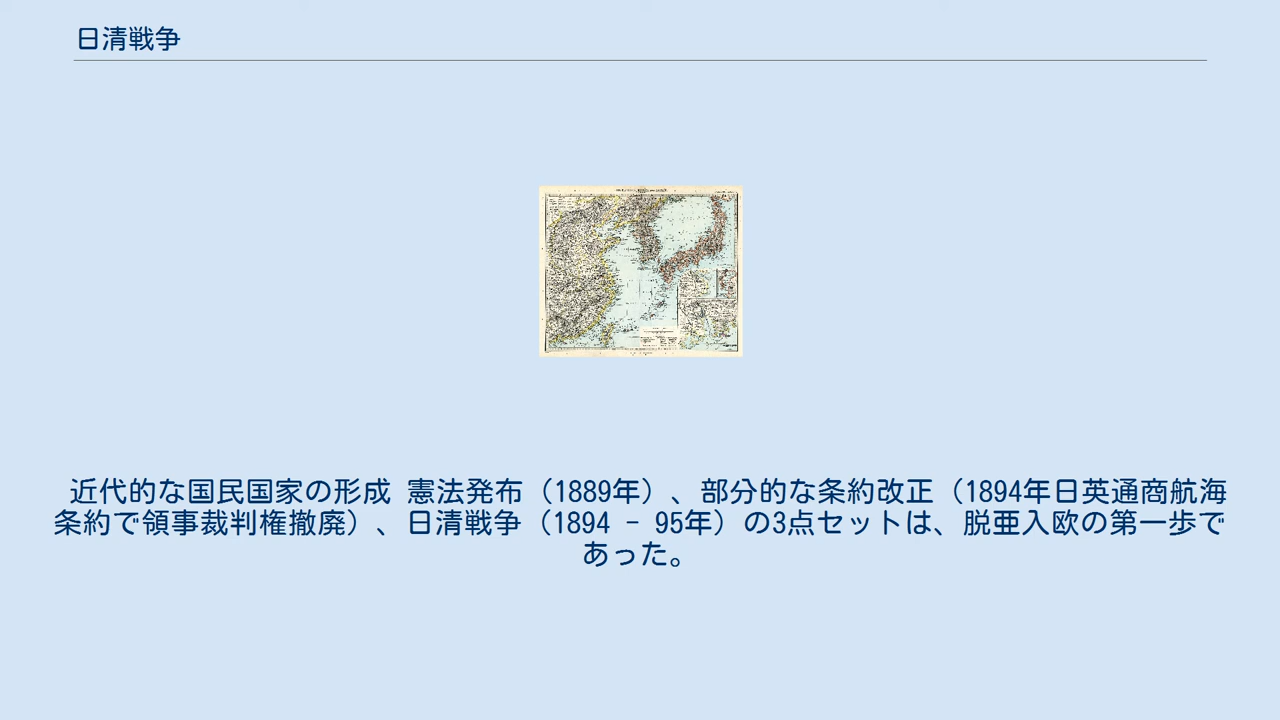 日清戦争
近代的な国民国家の形成 憲法発布（1889年）、部分的な条約改正（1894年日英通商航海
条約で領事裁判権撤廃）、日清戦争（1894 - 95年）の3点セットは、脱亜入欧の第一歩で
あった。